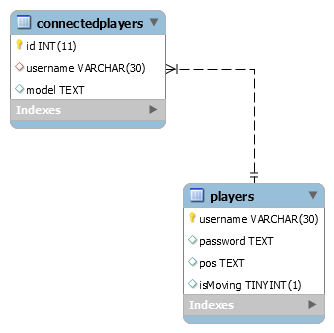 connectedplayers
id INT(11)
username VARCHAR(30)
model TEXT
Indexes
players
username VARCHAR(30)
password TEXT
pos TEXT
isMoving TINYINT(1)
Indexes